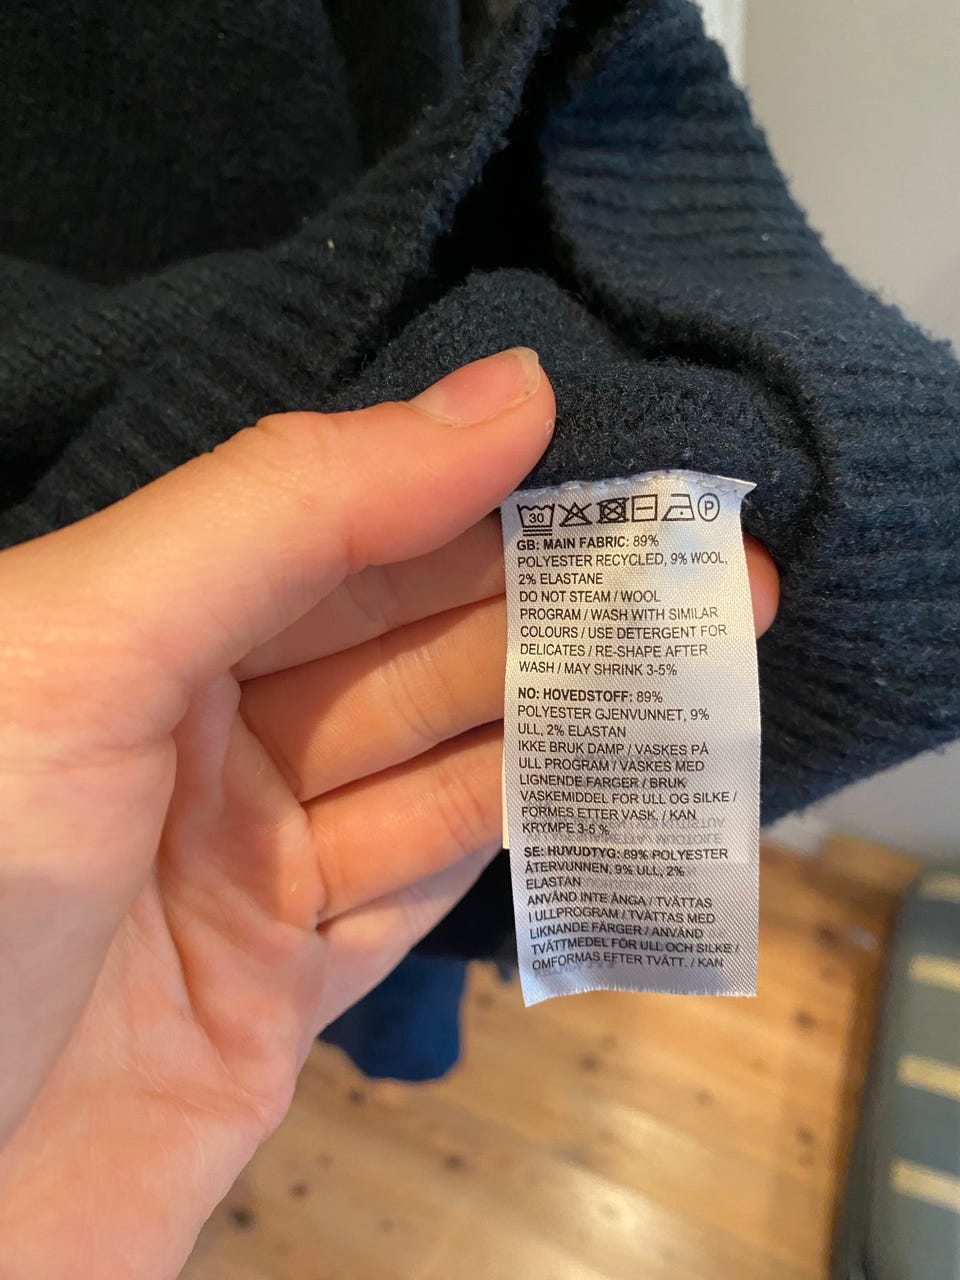 30 P
GB: MAIN FABRIC: 89%
POLYESTER RECYCLED, 9% WOOL,
2% ELASTANE
DO NOT STEAM / WOOL
PROGRAM / WASH WITH SIMILAR
COLOURS / USE DETERGENT FOR
DELICATES / RE-SHAPE AFTER
WASH / MAY SHRINK 3-5%
NO: HOVEDSTOFF: 89%
POLYESTER GJENVUNNET, 9%
ULL, 2% ELASTAN
IKKE BRUK DAMP / VASKES PÅ
ULL PROGRAM / VASKES MED
LIGNENDE FARGER / BRUK
VASKEMIDDEL FOR ULL OG SILKE /
FORMES ETTER VASK. / KAN
KRYMPE 3-5 %
SE: HUVUDTYG: 89% POLYESTER
ÅTERVUNNEN, 9% ULL, 2%
ELASTAN
ANVÄND INTE ÅNGA / TVÄTTAS
I ULLPROGRAM / TVÄTTAS MED
LIKNANDE FÄRGER / ANVÄND
TVÄTTMEDEL FÖR ULL OCH SILKE /
OMFORMAS EFTER TVÄTT. / KAN